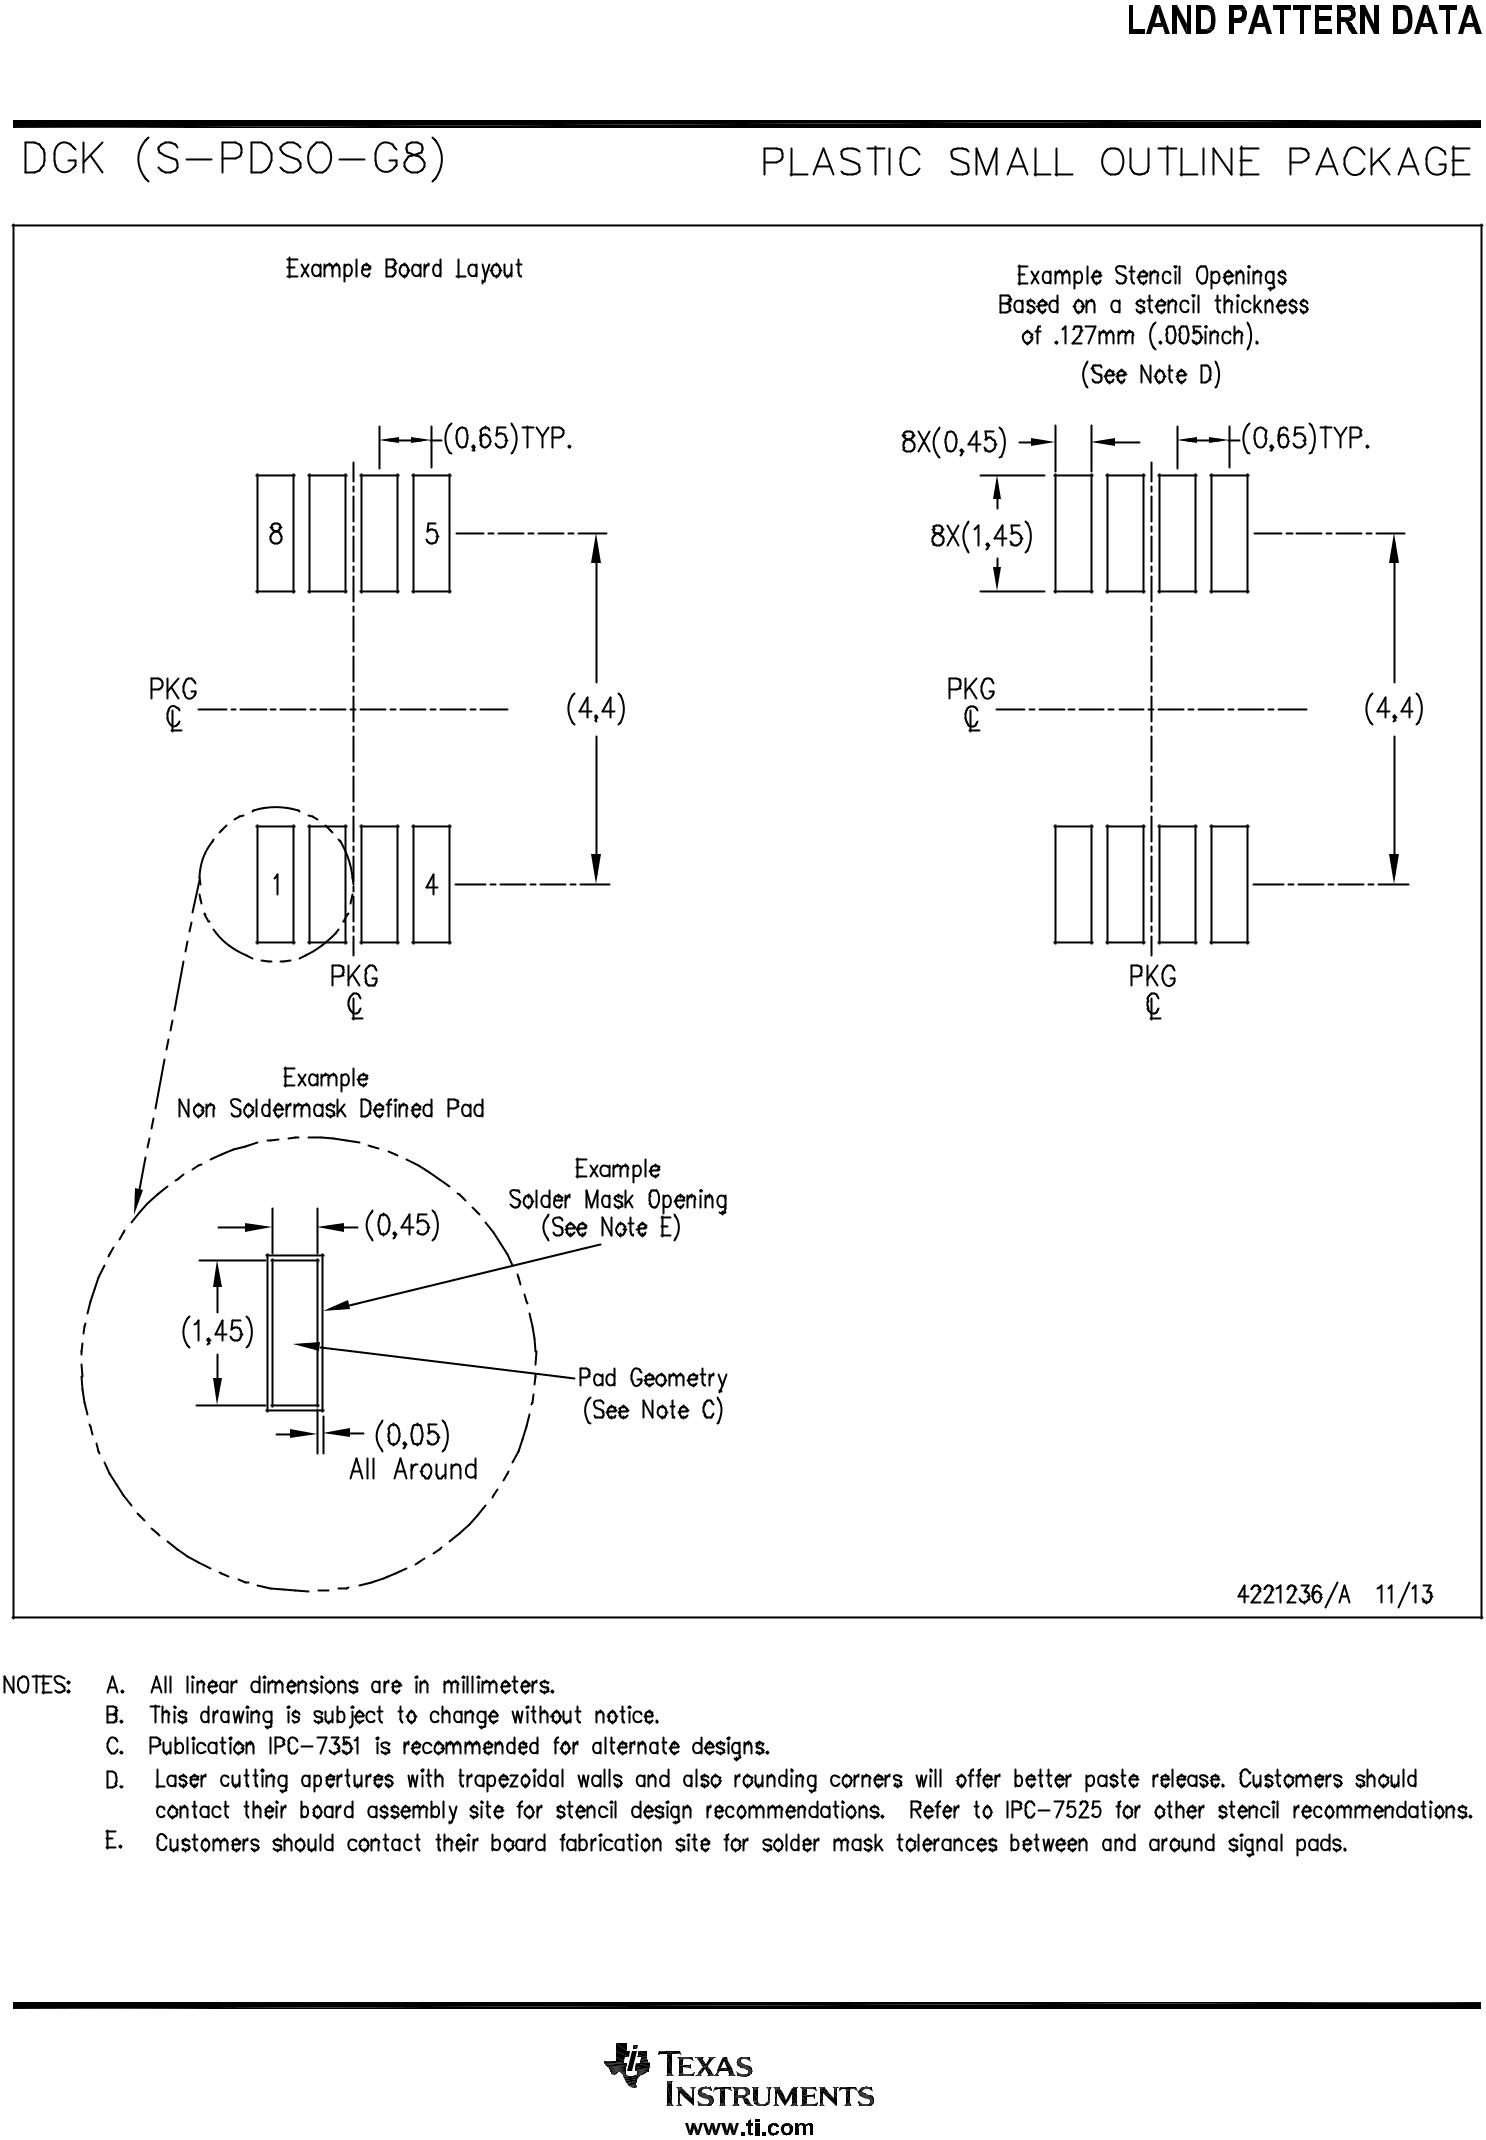 LAND PATTERN DATA
DGK (S-PDSO-G8)
PLASTIC SMALL OUTLINE PACKAGE
Example Board Layout
Example Stencil Openings
Based on a stencil thickness
of .127mm (.005inch).
(See Note D)
(0,65)TYP.
8X(0,45)
(0,65)TYP.
8
5
8X(1,45)
PKG
℄
(4,4)
PKG
℄
(4,4)
1
4
PKG
℄
PKG
℄
Example
Non Soldermask Defined Pad
Example
Solder Mask Opening
(See Note E)
(0,45)
(1,45)
Pad Geometry
(See Note C)
(0,05)
All Around
4221236/A 11/13
NOTES: A. All linear dimensions are in millimeters.
B. This drawing is subject to change without notice.
C. Publication IPC-7351 is recommended for alternate designs.
D. Laser cutting apertures with trapezoidal walls and also rounding corners will offer better paste release. Customers should
contact their board assembly site for stencil design recommendations. Refer to IPC-7525 for other stencil recommendations.
E. Customers should contact their board fabrication site for solder mask tolerances between and around signal pads.
TEXAS
INSTRUMENTS
www.ti.com